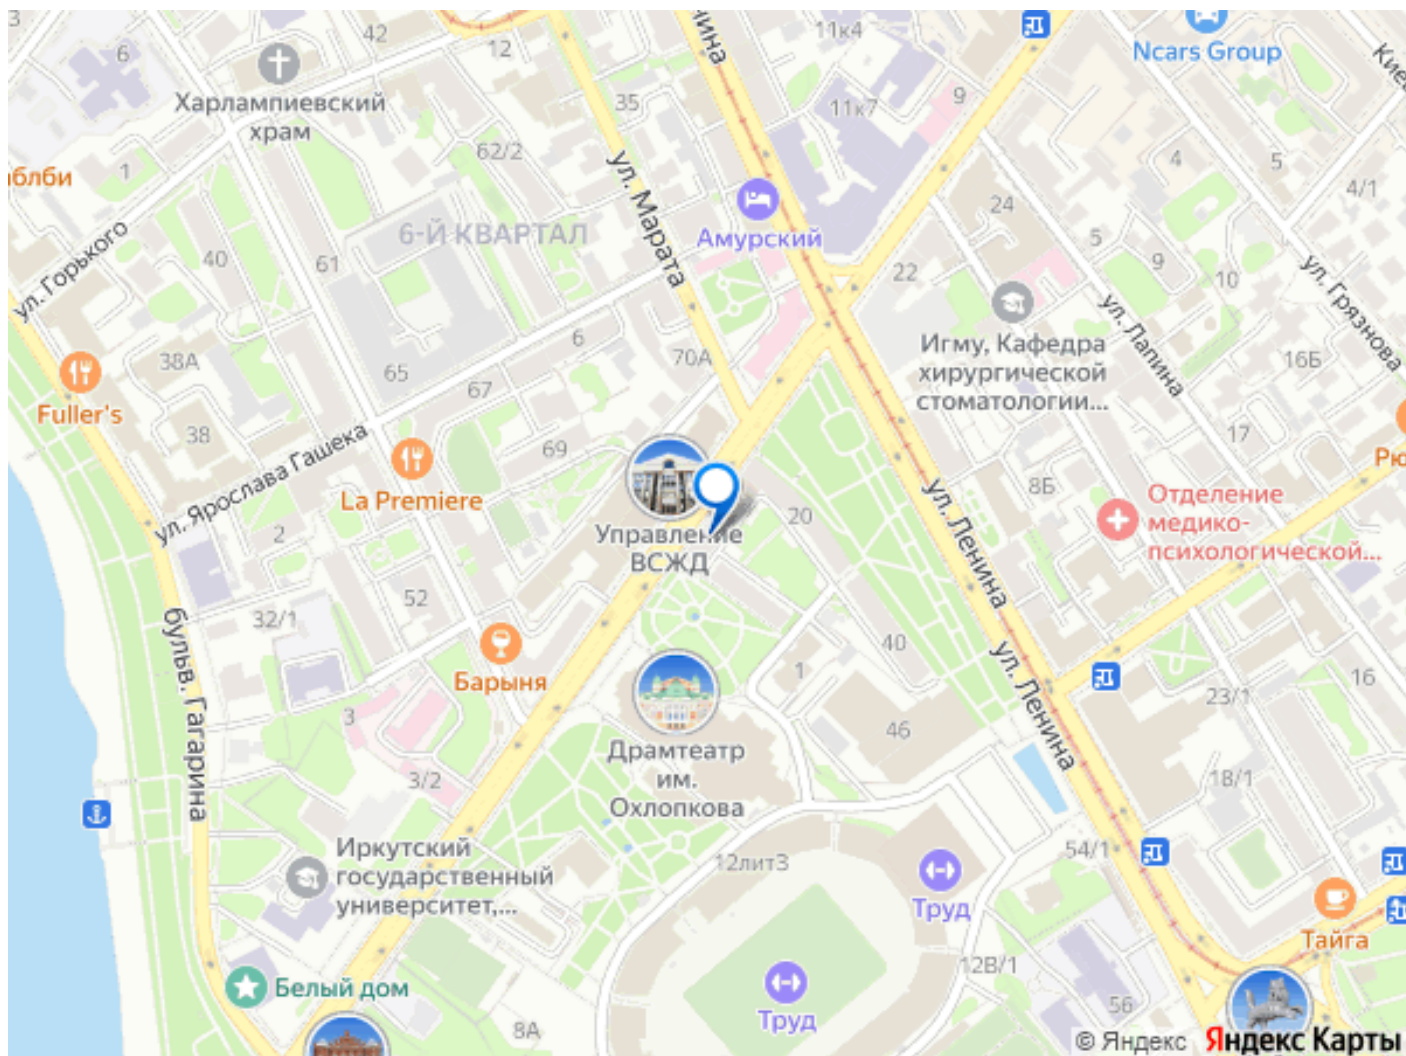 3
42
12
6
Харлампиевский
храм
35
11к4
Ncars Group
11к7
9
62/2
аблби
1
ул. Горького
6-Й КВАРТАЛ
ул. Марата
Амурский
24
4
5
4/1
40
61
22
5
9
10
ул. Грязнова
6
70А
ул. Лапина
Игму, Кафедра
хирургической
стоматологии...
16Б
38А
65
67
Fuller's
38
ул. Ярослава Гашека
69
17
La Premiere
8Б
Отделение
медико-
психологической...
2
20
ул. Ленина
Управление
ВСЖД
52
32/1
бульв. Гагарина
Барыня
40
1
ул. Ленина
16
23/1
3
46
Драмтеатр
им.
Охлопкова
3/2
18/1
Иркутский
государственный
университет,...
12лит3
54/1
Труд
Тайга
Белый дом
12В/1
56
8А
Труд
© Яндекс
Яндекс Карты